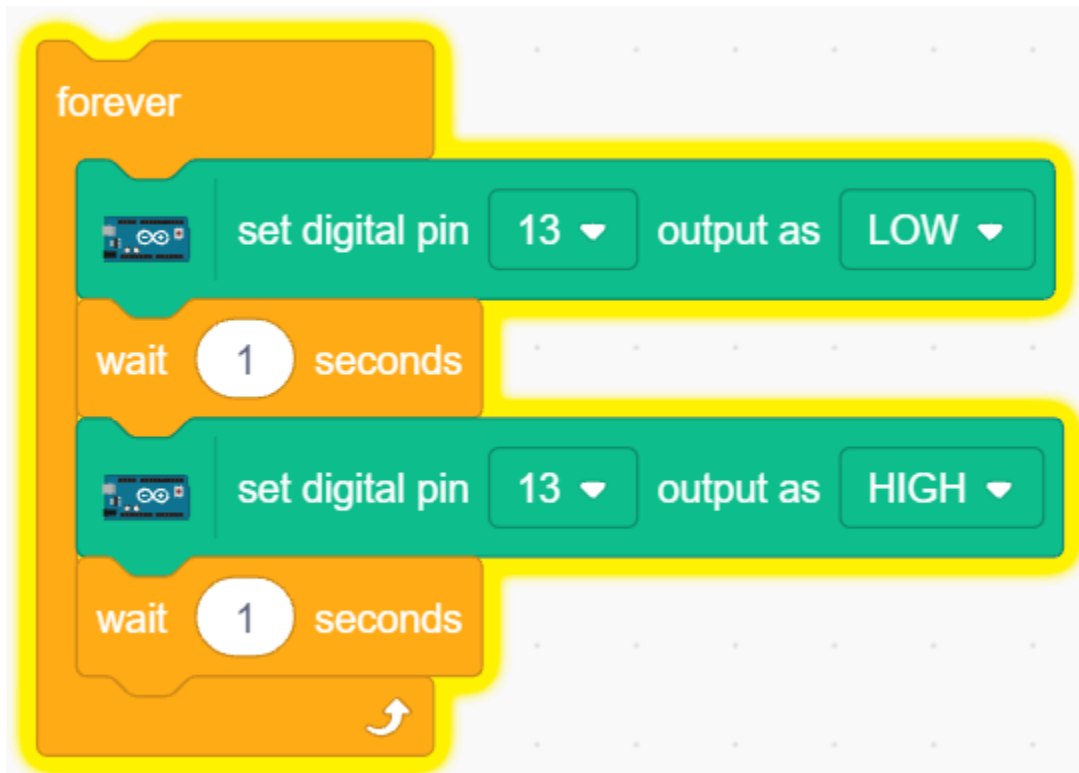 forever
set digital pin 13 output as LOW
wait 1 seconds
set digital pin 13 output as HIGH
wait 1 seconds